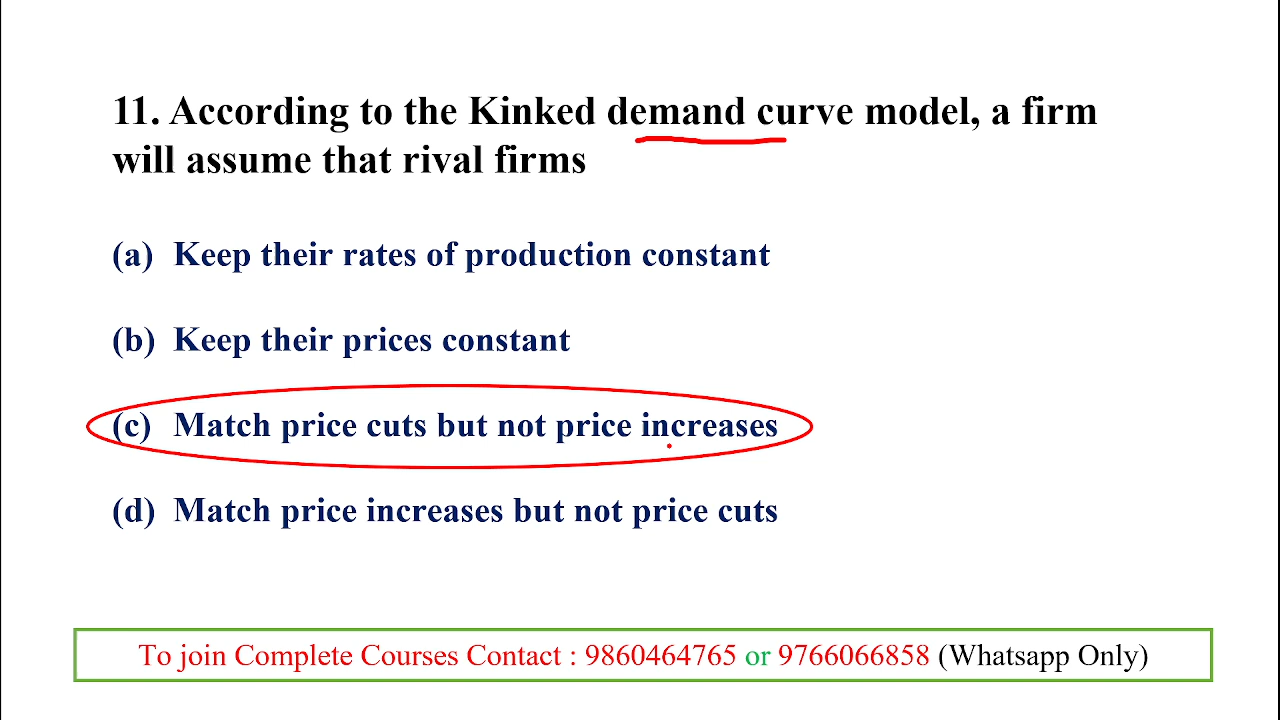 11. According to the Kinked demand curve model, a firm
will assume that rival firms
(a) Keep their rates of production constant
(b) Keep their prices constant
(c) Match price cuts but not price increases
(d) Match price increases but not price cuts
To join Complete Courses Contact : 9860464765 or 9766066858 (Whatsapp Only)